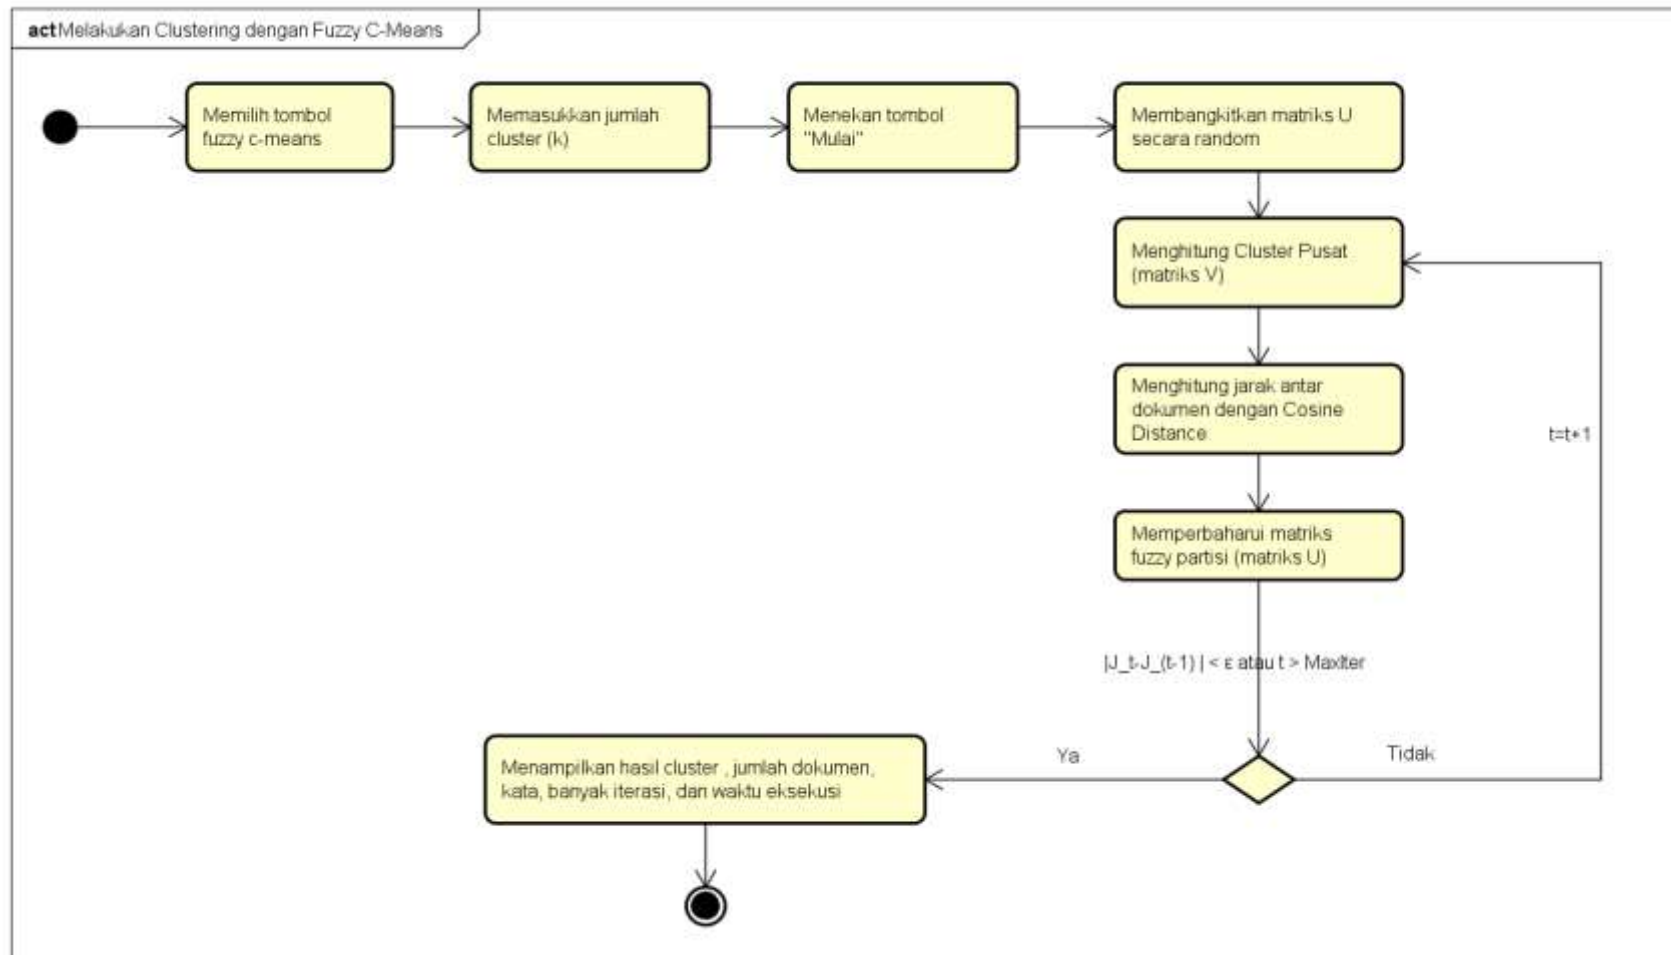 act Melakukan Clustering dengan Fuzzy C-Means
Memilih tombol
fuzzy c-means
Memasukkan jumlah
cluster (k)
Menekan tombol
"Mulai"
Membangkitkan matriks U
secara random
Menghitung Cluster Pusat
(matriks V)
Menghitung jarak antar
dokumen dengan Cosine
Distance
t=t+1
Memperbaharui matriks
fuzzy partisi (matriks U)
|J_t-J_(t-1) | < ε atau t > MaxIter
Ya
Tidak
Menampilkan hasil cluster , jumlah dokumen,
kata, banyak iterasi, dan waktu eksekusi